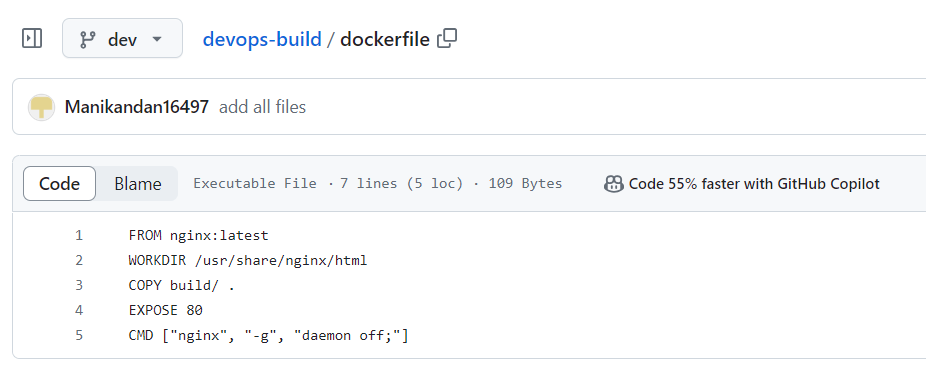 dev devops-build / dockerfile
Manikandan16497 add all files
Code Blame Executable File · 7 lines (5 loc) · 109 Bytes Code 55% faster with GitHub Copilot
1 FROM nginx:latest
2 WORKDIR /usr/share/nginx/html
3 COPY build/ .
4 EXPOSE 80
5 CMD ["nginx", "-g", "daemon off;"]